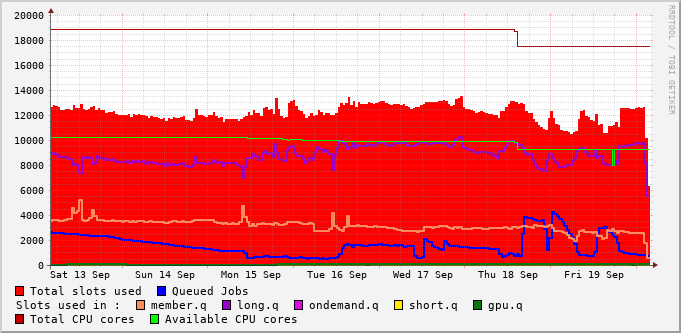 20000
18000
16000
14000
12000
10000
8000
6000
4000
2000
0
Sat 13 Sep Sun 14 Sep Mon 15 Sep Tue 16 Sep Wed 17 Sep Thu 18 Sep Fri 19 Sep
Total slots used Queued Jobs
Slots used in : member.q long.q ondemand.q short.q gpu.q
Total CPU cores Available CPU cores
RRDTOOL / TOBI OETIKER